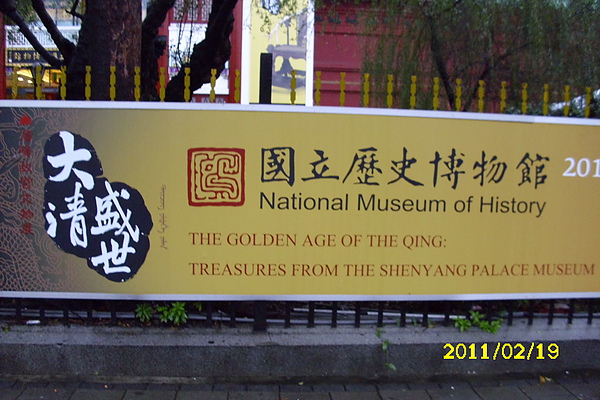 大清
盛世
國立歷史博物館
National Museum of History
201
THE GOLDEN AGE OF THE QING:
TREASURES FROM THE SHENYANG PALACE MUSEUM
2011/02/19